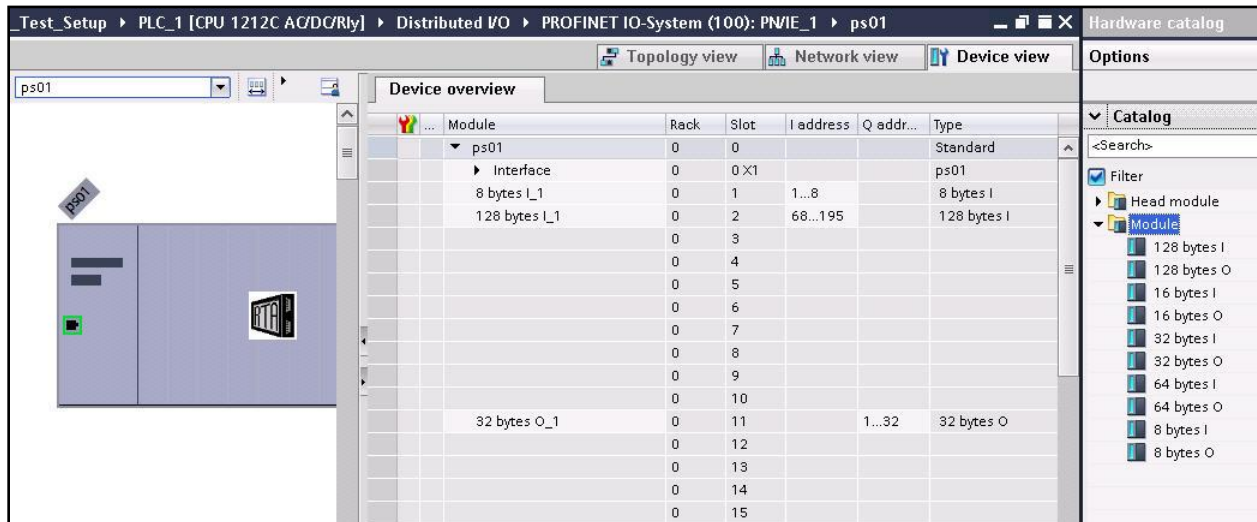 _Test_Setup ▸ PLC_1 [CPU 1212C AC/DC/Rly] ▸ Distributed I/O ▸ PROFINET IO-System (100): PN/IE_1 ▸ ps01
Hardware catalog
Topology view Network view Device view
Options
ps01
Device overview
... Module Rack Slot I address Q addr... Type
Catalog
ps01 0 0 Standard
<Search>
Interface 0 0 X1 ps01
Filter
8 bytes I_1 0 1 1...8 8 bytes I
Head module
128 bytes I_1 0 2 68...195 128 bytes I
Module
0 3
128 bytes I
0 4
128 bytes O
0 5
16 bytes I
0 6
16 bytes O
0 7
32 bytes I
0 8
32 bytes O
0 9
64 bytes I
0 10
64 bytes O
32 bytes O_1 0 11 1...32 32 bytes O
8 bytes I
0 12
8 bytes O
0 13
0 14
0 15
ps01
RTA